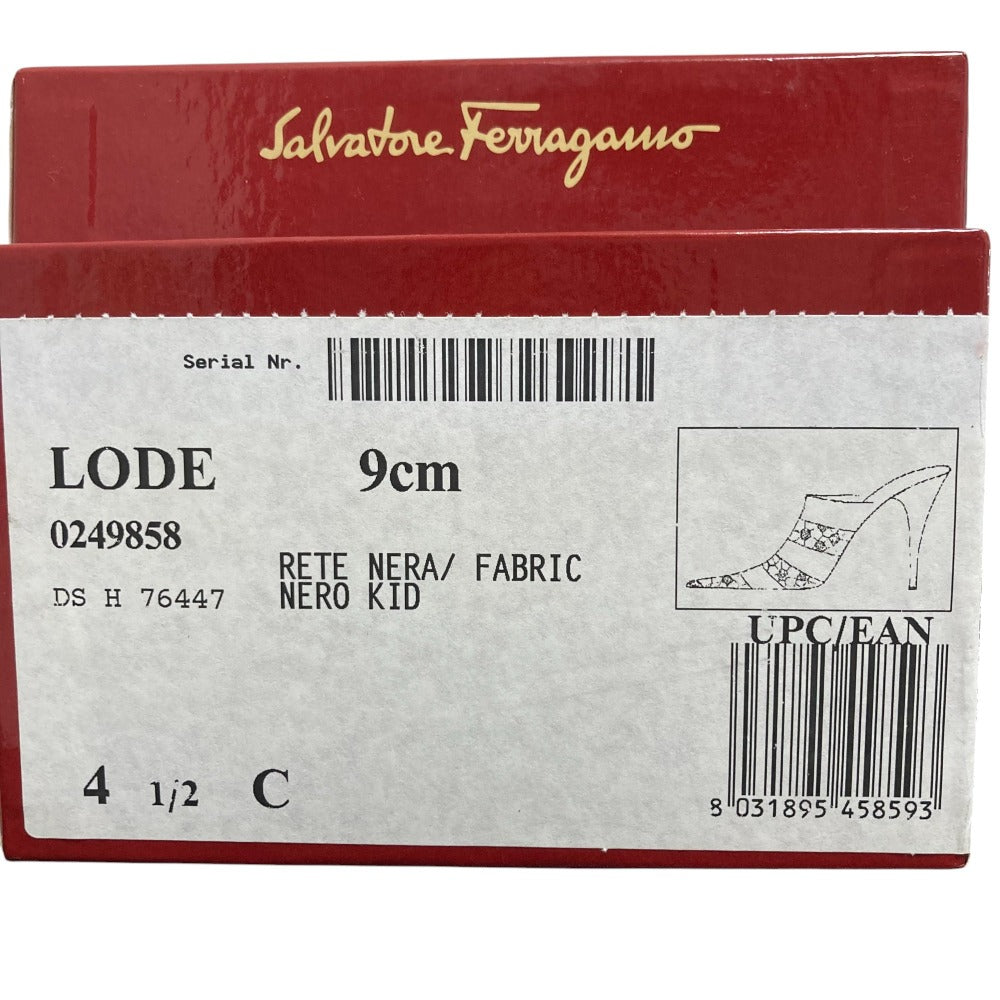 Salvatore Ferragamo
Serial Nr.
LODE 9cm
0249858
RETE NERA/ FABRIC
DS H 76447 NERO KID
UPC/EAN
4 1/2 C
8 031895 458593